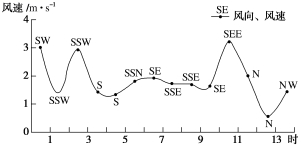 风速/m·s⁻¹
SE 风向、风速
4
3
2
1
0
SW
SSW
SSW
S
S
SSN
SE
SSE
SSE
SE
SEE
N
N
NW
1 3 5 7 9 11 13 时